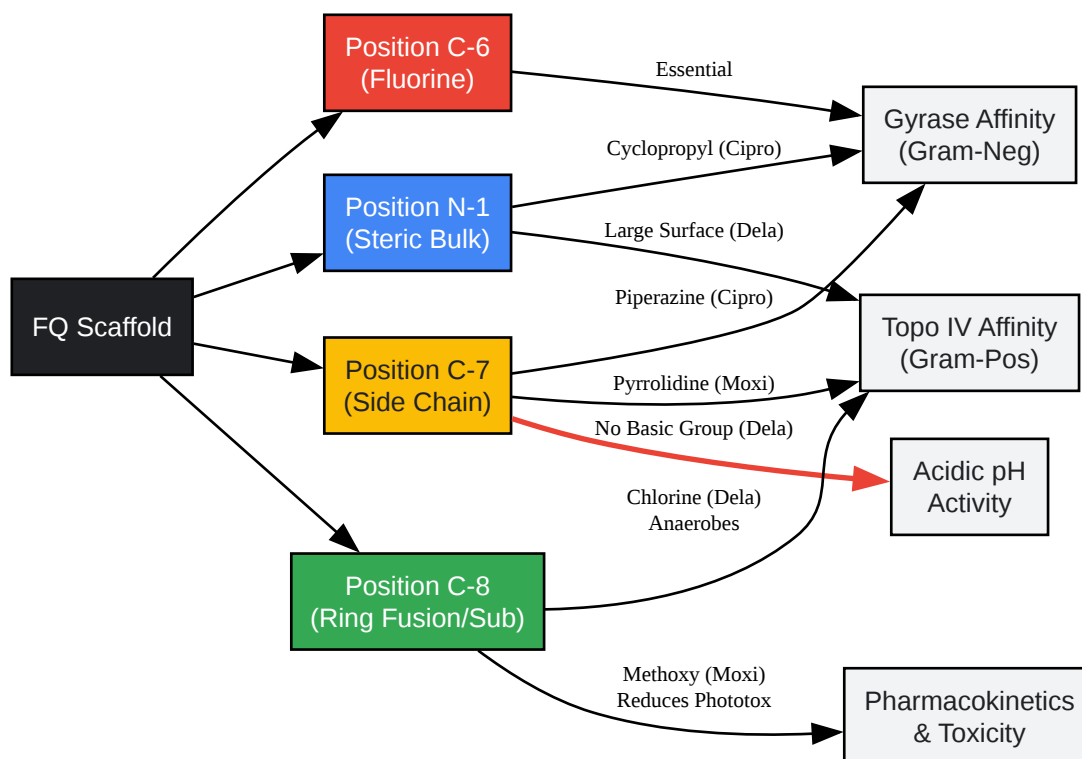 Position C-6
(Fluorine)
Essential
Gyrase Affinity
(Gram-Neg)
Cyclopropyl (Cipro)
Position N-1
(Steric Bulk)
Large Surface (Dela)
FQ Scaffold
Piperazine (Cipro)
Topo IV Affinity
(Gram-Pos)
Position C-7
(Side Chain)
Pyrrolidine (Moxi)
No Basic Group (Dela)
Acidic pH
Activity
Chlorine (Dela)
Anaerobes
Position C-8
(Ring Fusion/Sub)
Methoxy (Moxi)
Reduces Phototox
Pharmacokinetics
& Toxicity